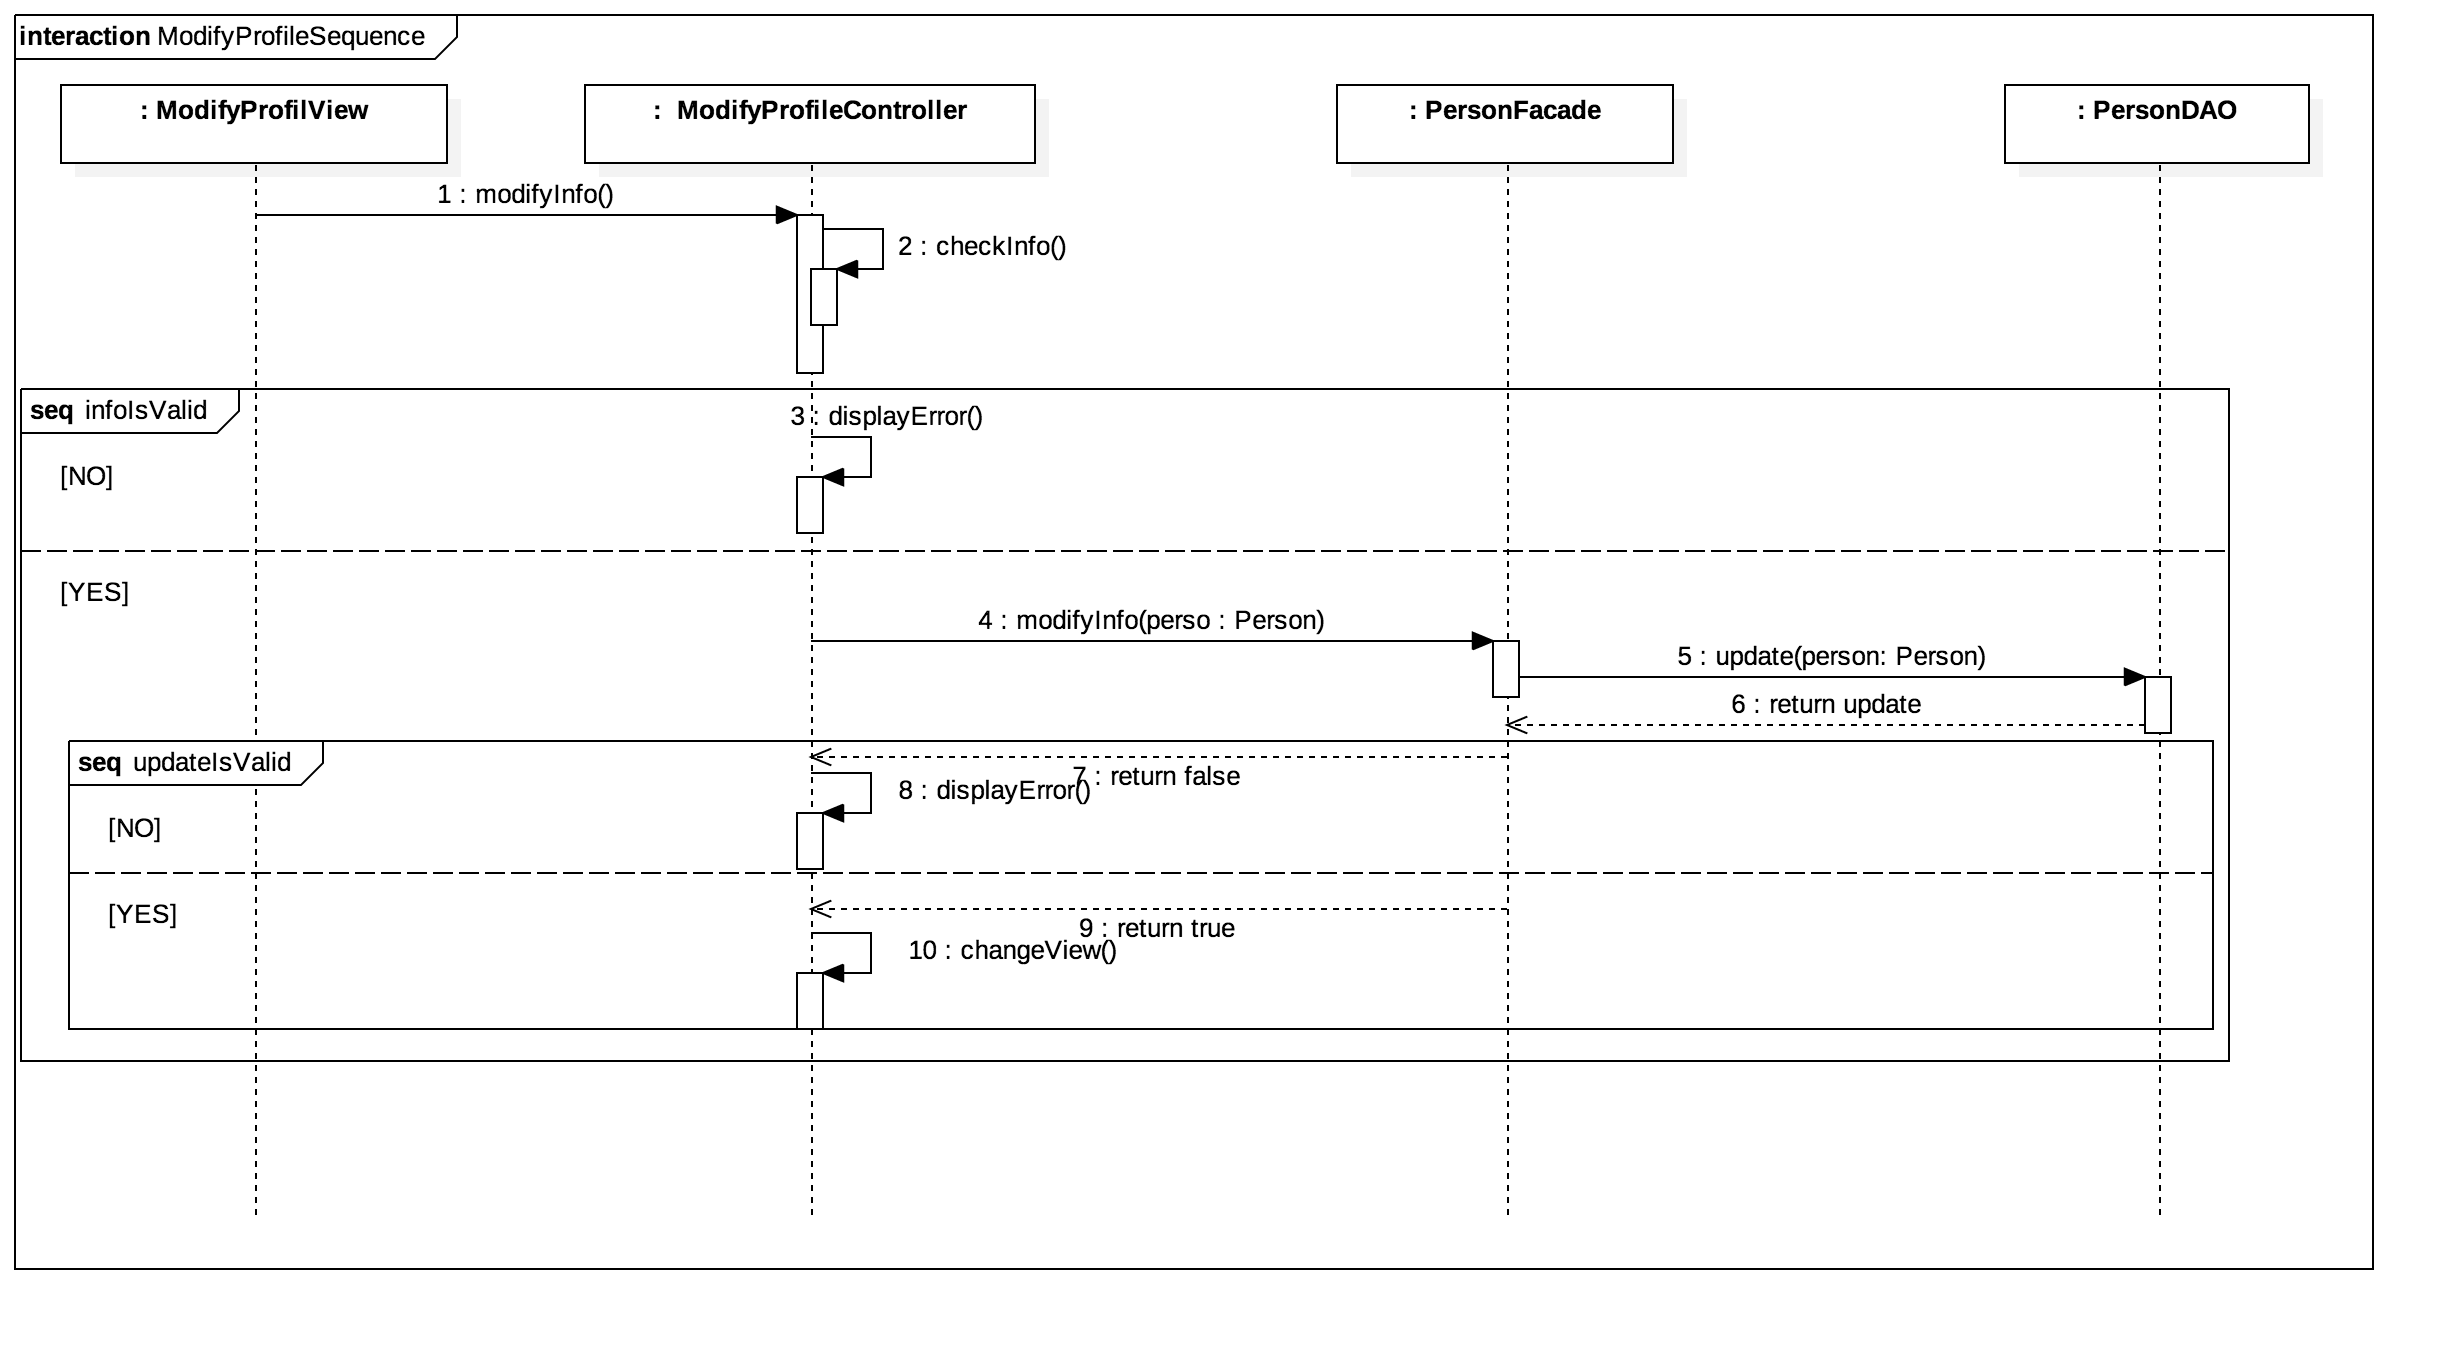 interaction ModifyProfileSequence
: ModifyProfilView
: ModifyProfileController
: PersonFacade
: PersonDAO
1 : modifyInfo()
2 : checkInfo()
seq infoIsValid
3 : displayError()
[NO]
[YES]
4 : modifyInfo(perso : Person)
5 : update(person: Person)
6 : return update
seq updateIsValid
7 : return false
8 : displayError()
[NO]
[YES]
9 : return true
10 : changeView()